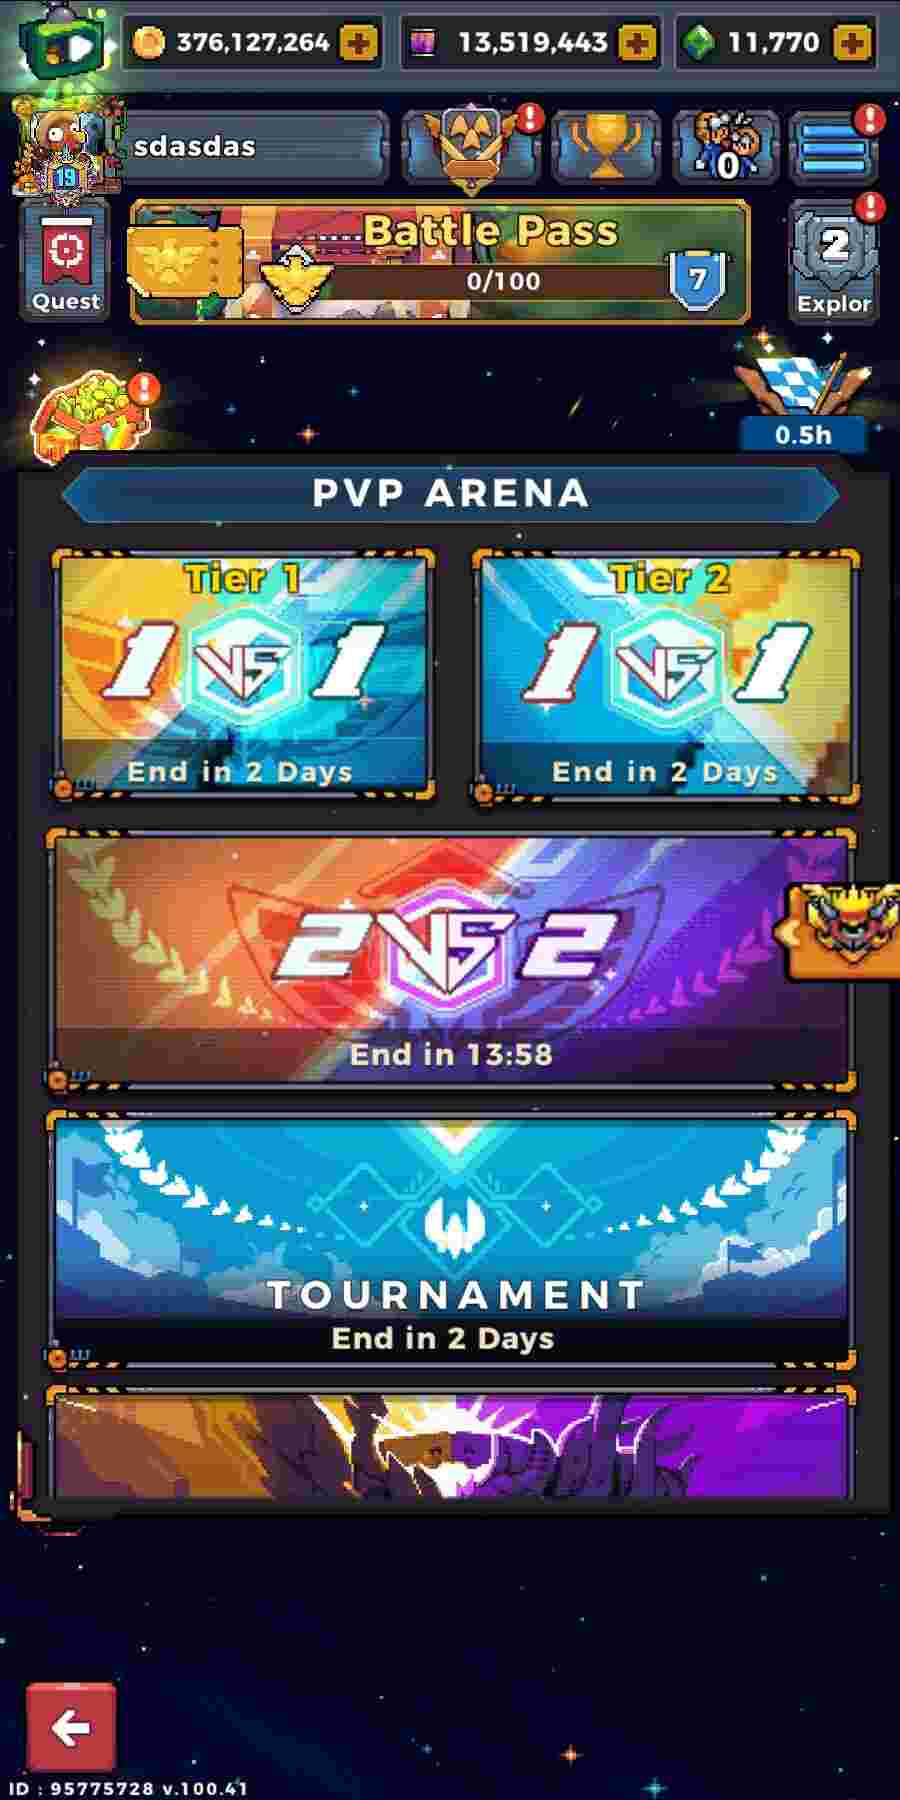 376,127,264
13,519,443
11,770
sdasdas
19
0
Quest
Battle Pass
0/100
7
2
Explor
0.5h
PVP ARENA
Tier 1
1 VS 1
End in 2 Days
Tier 2
1 VS 1
End in 2 Days
2 VS 2
End in 13:58
TOURNAMENT
End in 2 Days
ID : 95775728 v.100.41